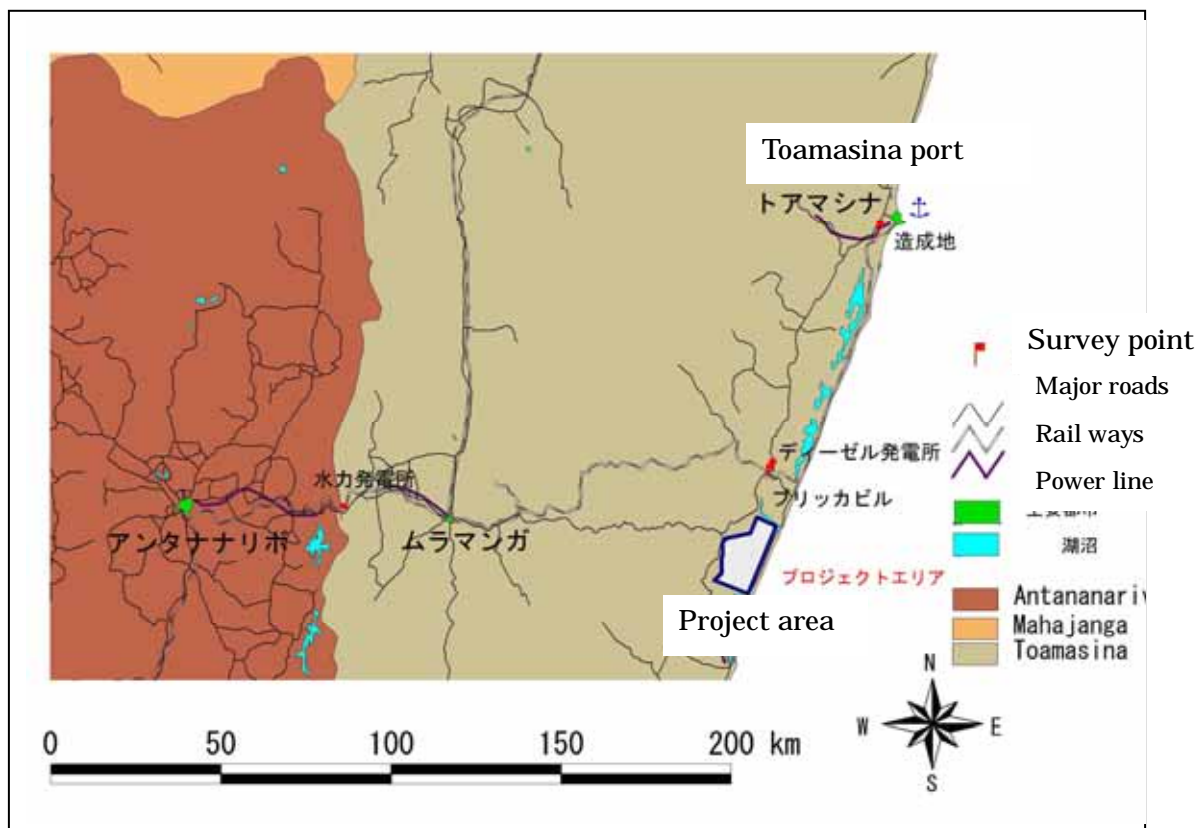 Toamasina port
トアマシナ
造成地
Survey point
Major roads
Rail ways
ディーゼル発電所
Power line
水力発電所
ブリッカビル
アンタナナリボ
ムラマンガ
湖沼
プロジェクトエリア
Project area
Antananariv
Mahajanga
Toamasina
N
W
E
S
0 50 100 150 200 km